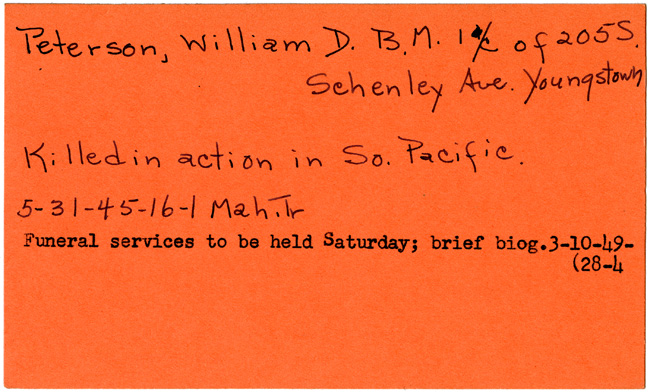 Peterson, William D. B.M. 1/c of 205 S.
Schenley Ave. Youngstown
Killed in action in So. Pacific.
5-31-45-16-1 Mah.Tr
Funeral services to be held Saturday; brief biog.3-10-49-
(28-4